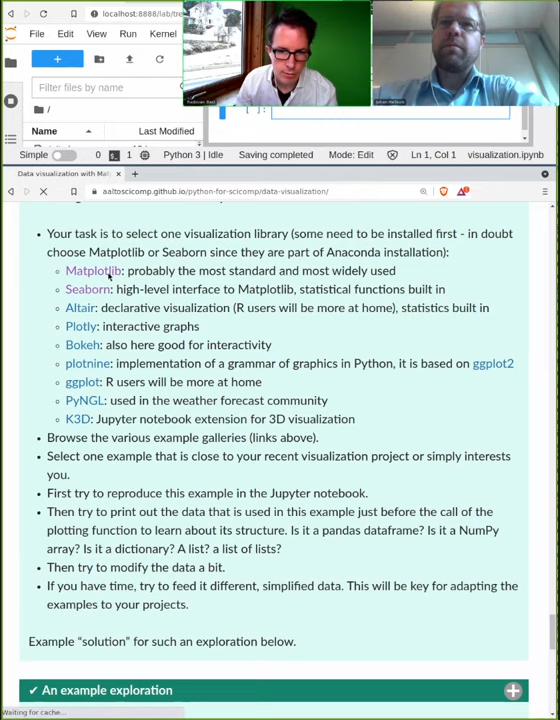 localhost:8888/lab/tre
File Edit View Run Kernel
Filter files by name
/
Name Last Modified
Radovan Bast
Johan Hellsvik
[ ]:
Simple 0 1 Python 3 | Idle Saving completed Mode: Edit Ln 1, Col 1 visualization.ipynb
Data visualization with Mat
aaltoscicomp.github.io/python-for-scicomp/data-visualization/
• Your task is to select one visualization library (some need to be installed first - in doubt
choose Matplotlib or Seaborn since they are part of Anaconda installation):
Matplotlib: probably the most standard and most widely used
Seaborn: high-level interface to Matplotlib, statistical functions built in
Altair: declarative visualization (R users will be more at home), statistics built in
Plotly: interactive graphs
Bokeh: also here good for interactivity
plotnine: implementation of a grammar of graphics in Python, it is based on ggplot2
ggplot: R users will be more at home
PyNGL: used in the weather forecast community
K3D: Jupyter notebook extension for 3D visualization
• Browse the various example galleries (links above).
• Select one example that is close to your recent visualization project or simply interests
you.
• First try to reproduce this example in the Jupyter notebook.
• Then try to print out the data that is used in this example just before the call of the
plotting function to learn about its structure. Is it a pandas dataframe? Is it a NumPy
array? Is it a dictionary? A list? a list of lists?
• Then try to modify the data a bit.
• If you have time, try to feed it different, simplified data. This will be key for adapting the
examples to your projects.
Example “solution” for such an exploration below.
✔ An example exploration
Waiting for cache...